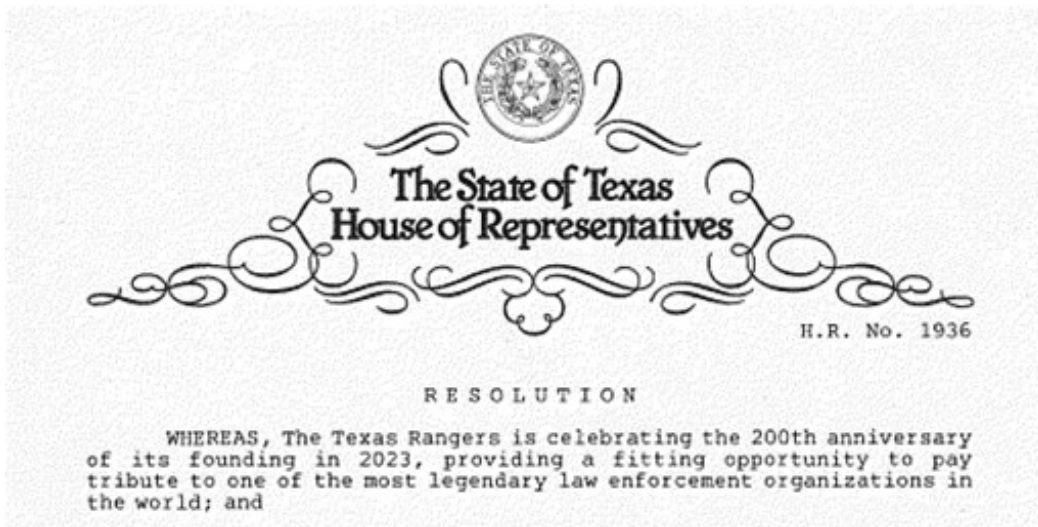 THE STATE OF TEXAS
The State of Texas
House of Representatives
H.R. No. 1936
RESOLUTION
WHEREAS, The Texas Rangers is celebrating the 200th anniversary
of its founding in 2023, providing a fitting opportunity to pay
tribute to one of the most legendary law enforcement organizations in
the world; and